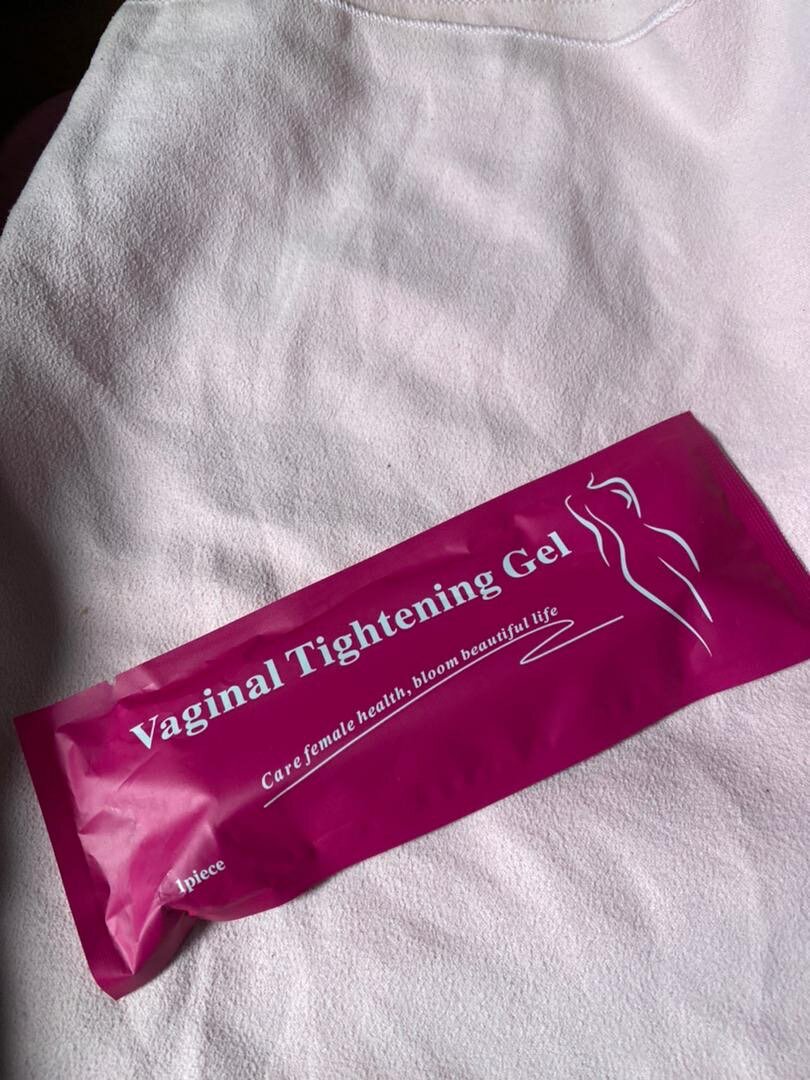 Vaginal Tightening Gel
Care female health, bloom beautiful life
1piece